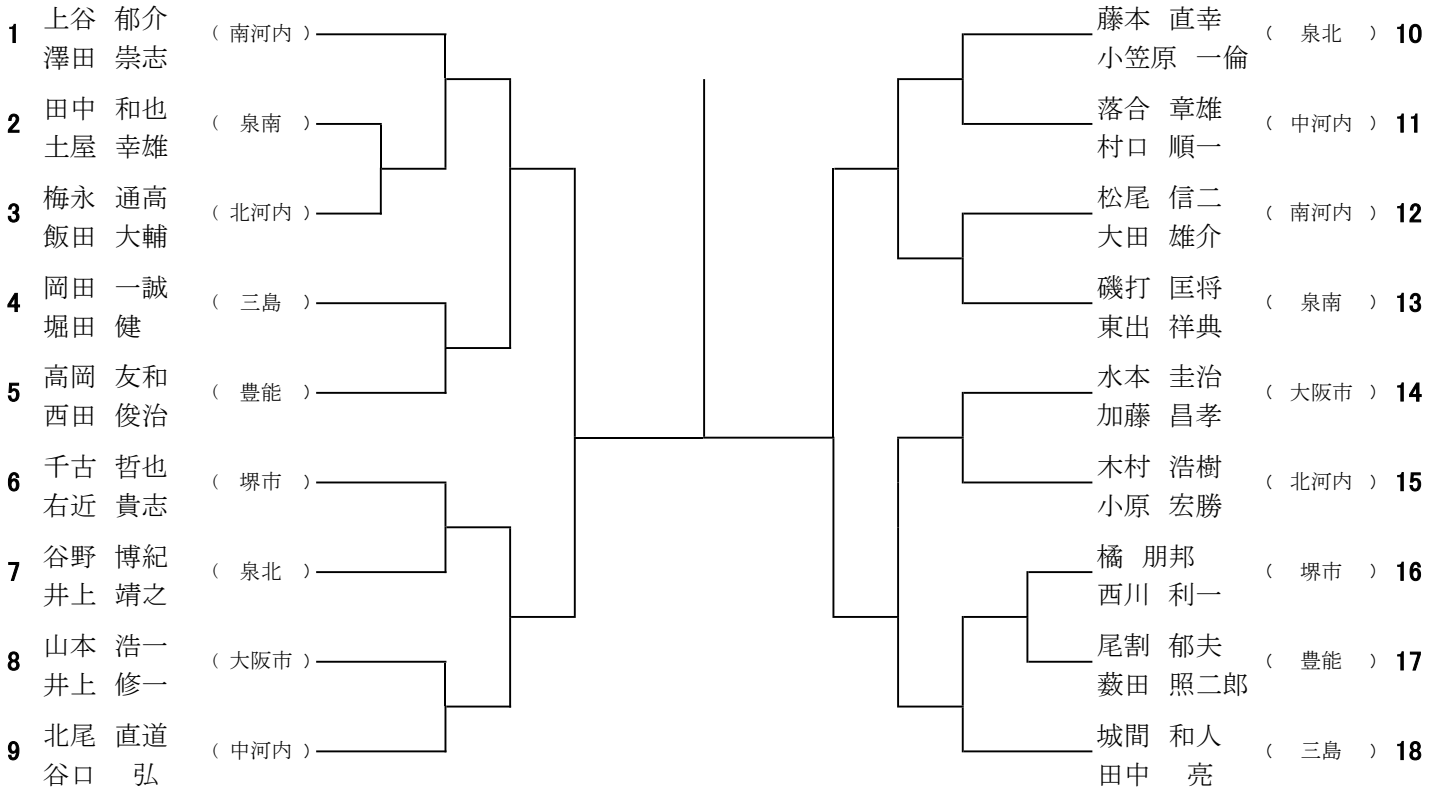 1 上谷 郁介 ( 南河内 )
澤田 崇志
2 田中 和也 ( 泉南 )
土屋 幸雄
3 梅永 通高 ( 北河内 )
飯田 大輔
4 岡田 一誠 ( 三島 )
堀田 健
5 高岡 友和 ( 豊能 )
西田 俊治
6 千古 哲也 ( 堺市 )
右近 貴志
7 谷野 博紀 ( 泉北 )
井上 靖之
8 山本 浩一 ( 大阪市 )
井上 修一
9 北尾 直道 ( 中河内 )
谷口 弘
藤本 直幸 ( 泉北 ) 10
小笠原 一倫
落合 章雄 ( 中河内 ) 11
村口 順一
松尾 信二 ( 南河内 ) 12
大田 雄介
磯打 匡将 ( 泉南 ) 13
東出 祥典
水本 圭治 ( 大阪市 ) 14
加藤 昌孝
木村 浩樹 ( 北河内 ) 15
小原 宏勝
橘 朋邦 ( 堺市 ) 16
西川 利一
尾割 郁夫 ( 豊能 ) 17
薮田 照二郎
城間 和人 ( 三島 ) 18
田中 亮